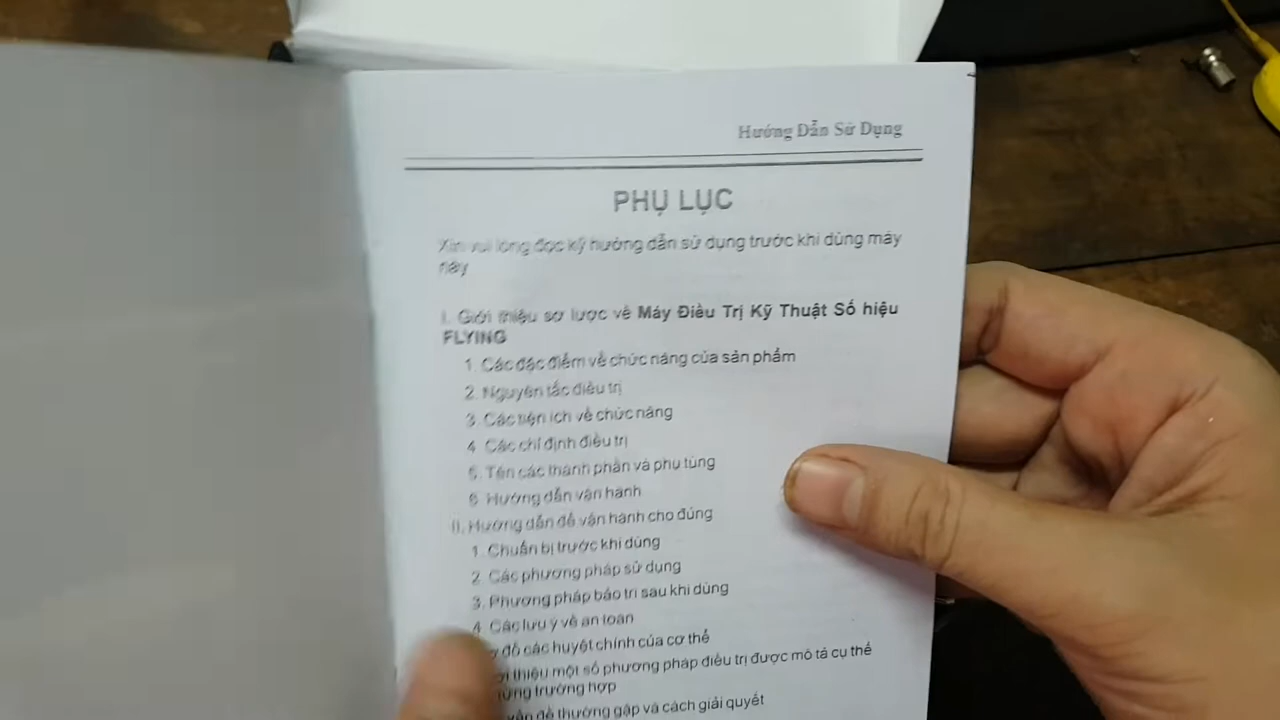 Hướng Dẫn Sử Dụng
PHỤ LỤC
Xin vui lòng đọc kỹ hướng dẫn sử dụng trước khi dùng máy
này
I. Giới thiệu sơ lược về Máy Điều Trị Kỹ Thuật Số hiệu
FLYING
1. Các đặc điểm về chức năng của sản phẩm
2. Nguyên tắc điều trị
3. Các tiện ích về chức năng
4. Các chỉ định điều trị
5. Tên các thành phần và phụ tùng
6. Hướng dẫn vận hành
II. Hướng dẫn để vận hành cho đúng
1. Chuẩn bị trước khi dùng
2. Các phương pháp sử dụng
3. Phương pháp bảo trì sau khi dùng
4. Các lưu ý về an toàn
đồ các huyệt chính của cơ thể
thiệu một số phương pháp điều trị được mô tả cụ thể
trường hợp
vấn đề thường gặp và cách giải quyết